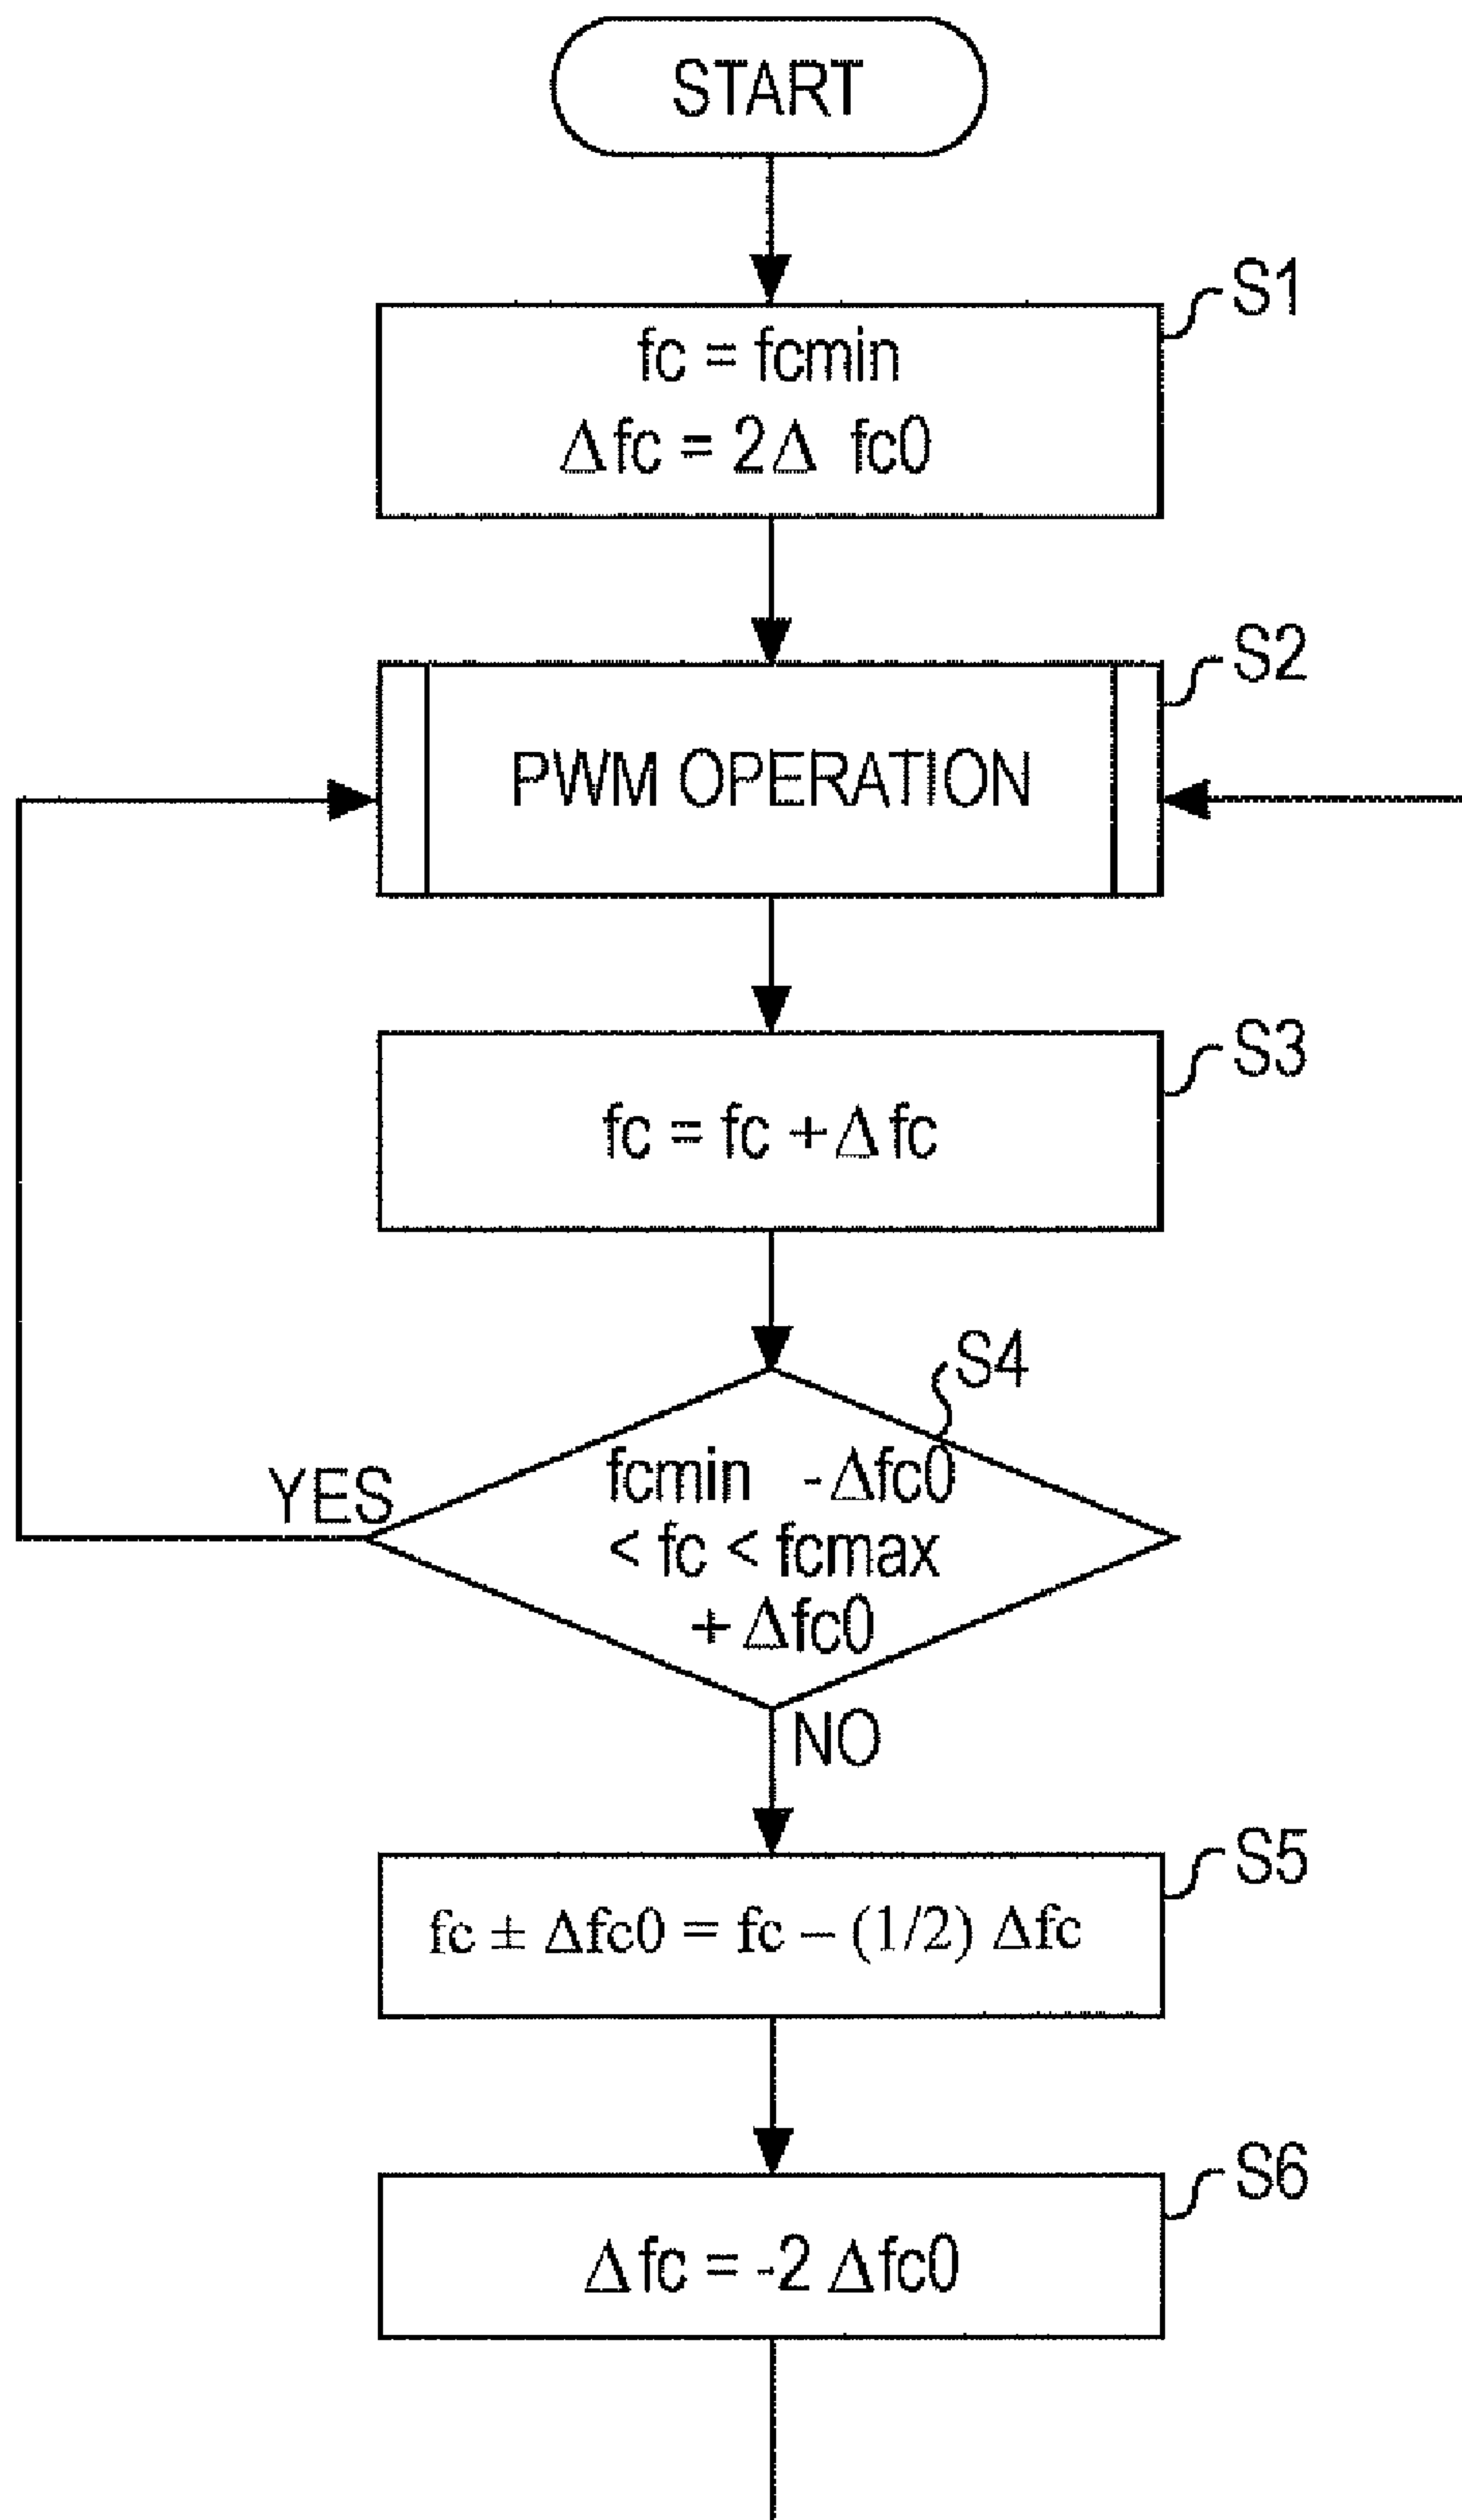 START
S1
fc = fcmin
Δfc = 2Δ fc0
S2
PWM OPERATION
S3
fc = fc + Δfc
S4
YES
fcmin -Δfc0
< fc < fcmax
+ Δfc0
NO
S5
fc ± Δfc0 = fc – (1/2) Δfc
S6
Δfc = -2 Δfc0